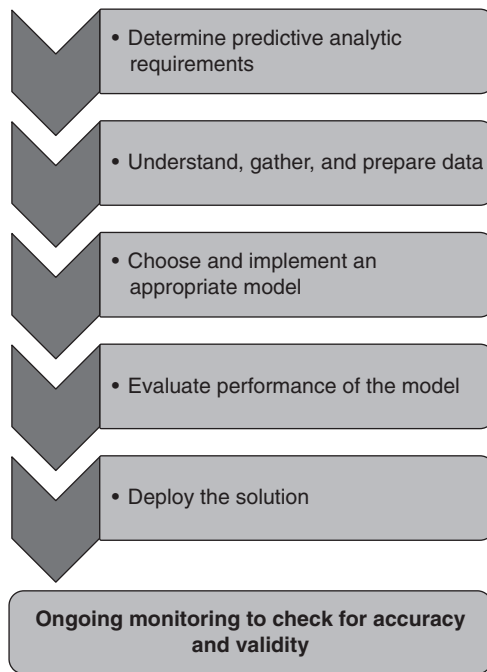 • Determine predictive analytic
requirements
• Understand, gather, and prepare data
• Choose and implement an
appropriate model
• Evaluate performance of the model
• Deploy the solution
Ongoing monitoring to check for accuracy
and validity